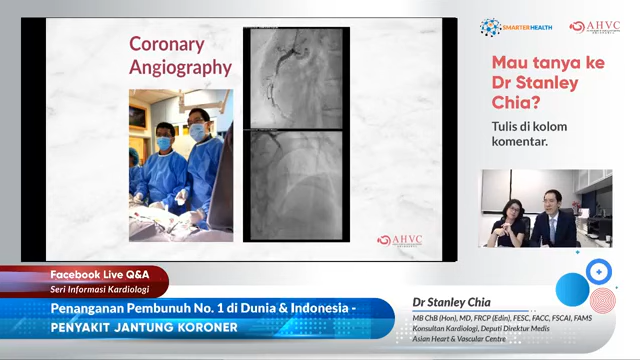 Coronary
Angiography
AHVC
SMARTERHEALTH
AHVC
Mau tanya ke
Dr Stanley
Chia?
Tulis di kolom
komentar.
Facebook Live Q&A
Seri Informasi Kardiologi
Penanganan Pembunuh No. 1 di Dunia & Indonesia -
PENYAKIT JANTUNG KORONER
Dr Stanley Chia
MB ChB (Hon), MD, FRCP (Edin), FESC, FACC, FSCAI, FAMS
Konsultan Kardiologi, Deputi Direktur Medis
Asian Heart & Vascular Centre